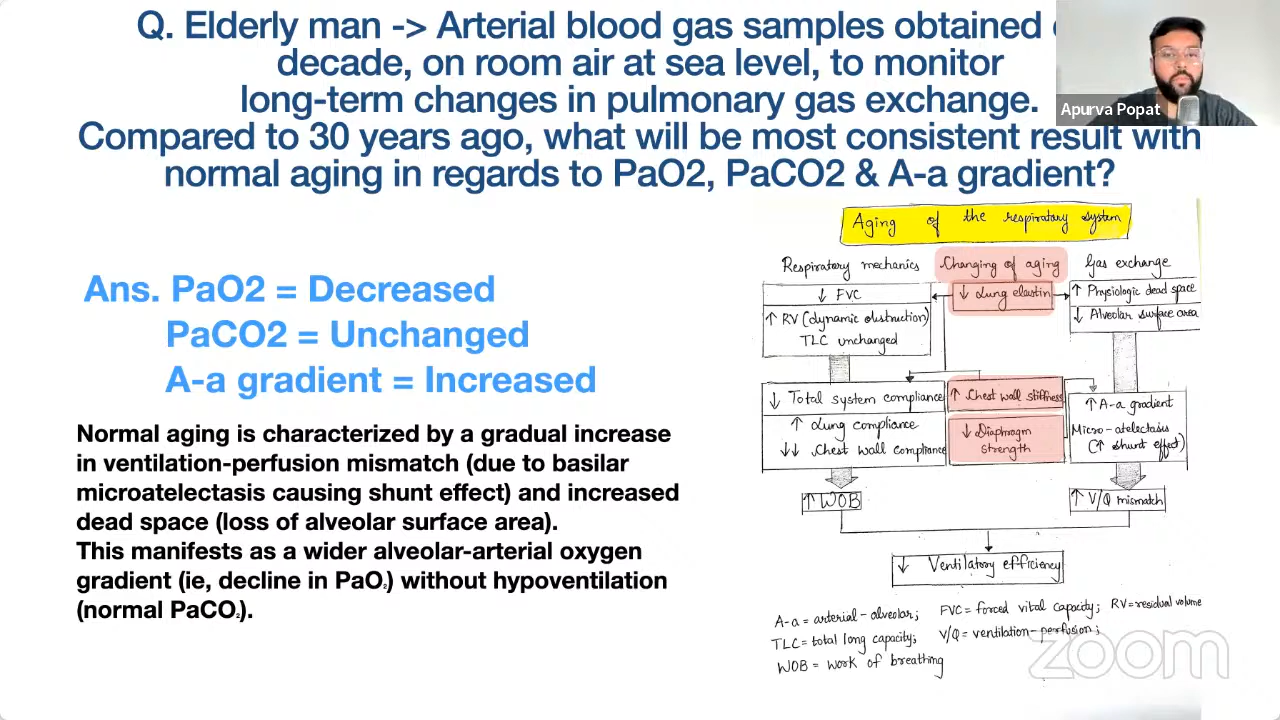 Q. Elderly man -> Arterial blood gas samples obtained
decade, on room air at sea level, to monitor
long-term changes in pulmonary gas exchange.
Compared to 30 years ago, what will be most consistent result with
normal aging in regards to PaO2, PaCO2 & A-a gradient?
Apurva Popat
Ans. PaO2 = Decreased
PaCO2 = Unchanged
A-a gradient = Increased
Normal aging is characterized by a gradual increase
in ventilation-perfusion mismatch (due to basilar
microatelectasis causing shunt effect) and increased
dead space (loss of alveolar surface area).
This manifests as a wider alveolar-arterial oxygen
gradient (ie, decline in PaO₂) without hypoventilation
(normal PaCO₂).
Aging of the respiratory system
Respiratory mechanics
Changing of aging
Gas exchange
↓ FVC
↓ Lung elastin
↑ Physiologic dead space
↑ RV (dynamic obstruction)
TLC unchanged
↓ Alveolar surface area
↓ Total system compliance
↑ Lung compliance
↓↓ Chest wall compliance
↑ Chest wall stiffness
↓ Diaphragm
strength
↑ A-a gradient
Micro-atelectasis
(↑ shunt effect)
↑ WOB
↑ V/Q mismatch
↓ Ventilatory efficiency
A-a = arterial-alveolar; FVC = forced vital capacity; RV = residual volume
TLC = total long capacity; V/Q = ventilation-perfusion;
WOB = work of breathing
zoom